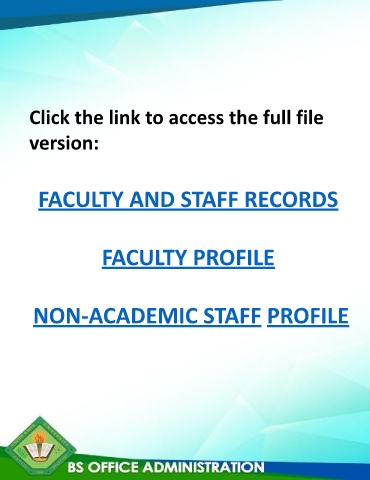 Click the link to access the full file
version:
FACULTY AND STAFF RECORDS
FACULTY PROFILE
NON-ACADEMIC STAFF PROFILE
BS OFFICE ADMINISTRATION